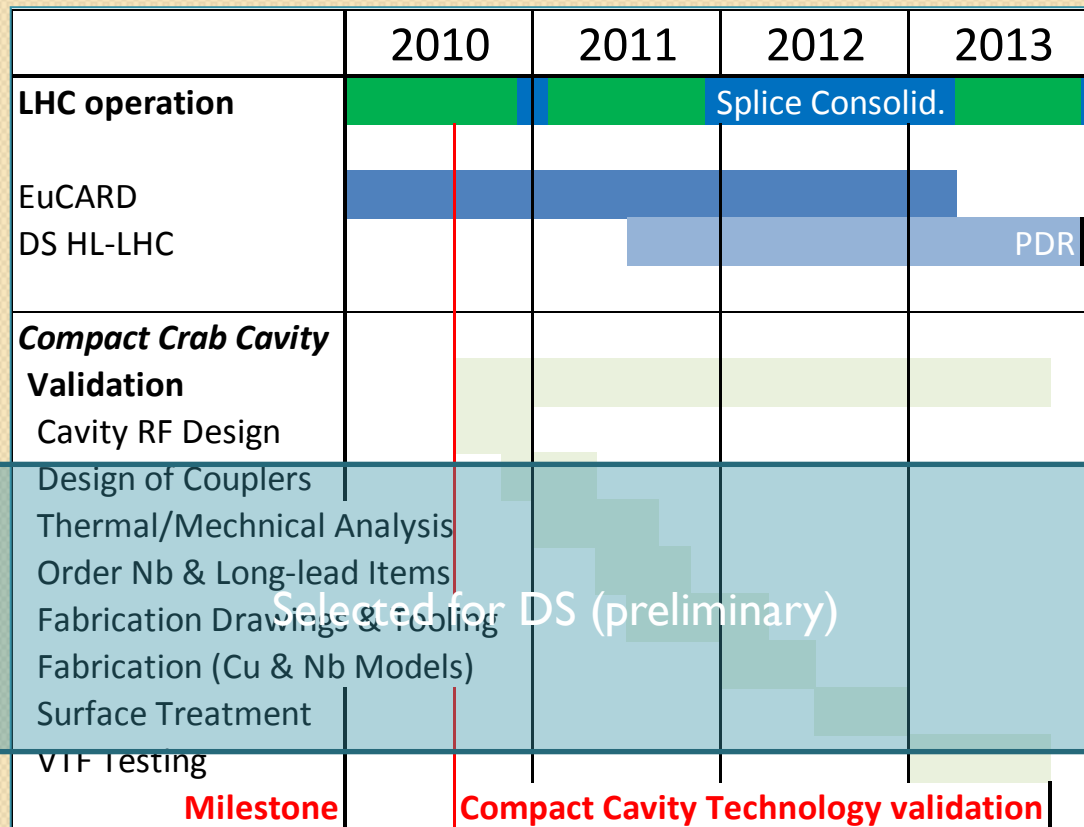 2010 2011 2012 2013
LHC operation Splice Consolid.
EuCARD
DS HL-LHC PDR
Compact Crab Cavity
Validation
Cavity RF Design
Design of Couplers
Thermal/Mechnical Analysis
Order Nb & Long-lead Items
Selected for DS (preliminary)
Fabrication Drawings & Tooling
Fabrication (Cu & Nb Models)
Surface Treatment
VTF Testing
Milestone Compact Cavity Technology validation